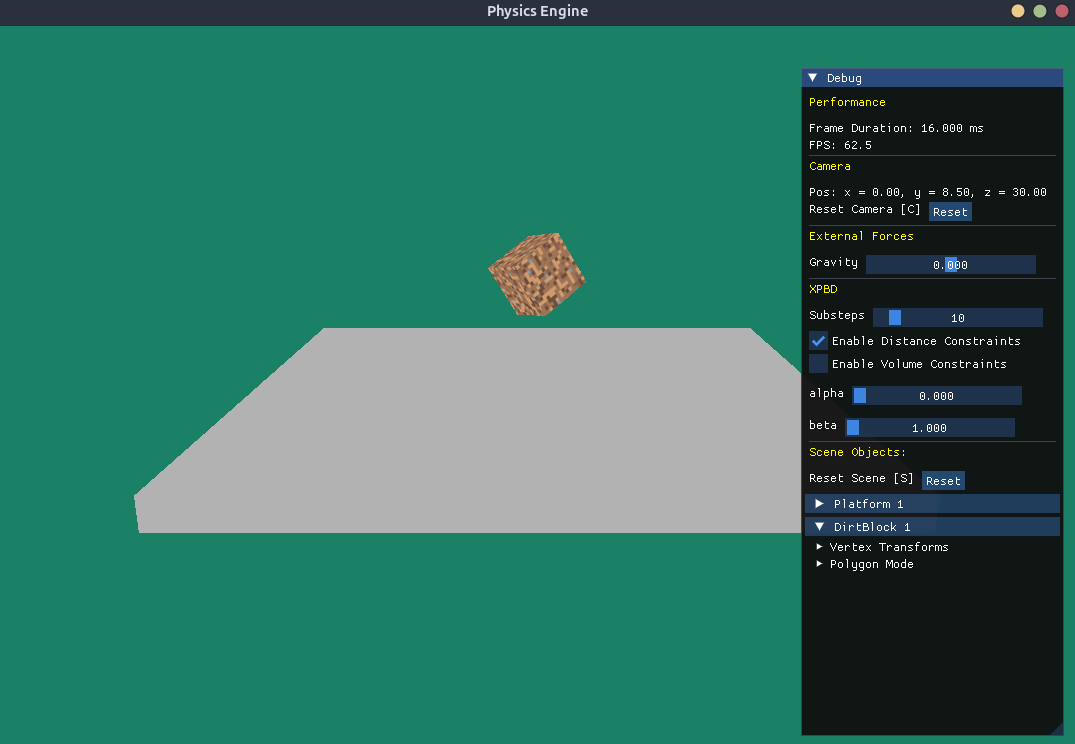 Physics Engine
Debug
Performance
Frame Duration: 16.000 ms
FPS: 62.5
Camera
Pos: x = 0.00, y = 8.50, z = 30.00
Reset Camera [C] Reset
External Forces
Gravity 0.000
XPBD
Substeps 10
Enable Distance Constraints
Enable Volume Constraints
alpha 0.000
beta 1.000
Scene Objects:
Reset Scene [S] Reset
Platform 1
DirtBlock 1
Vertex Transforms
Polygon Mode